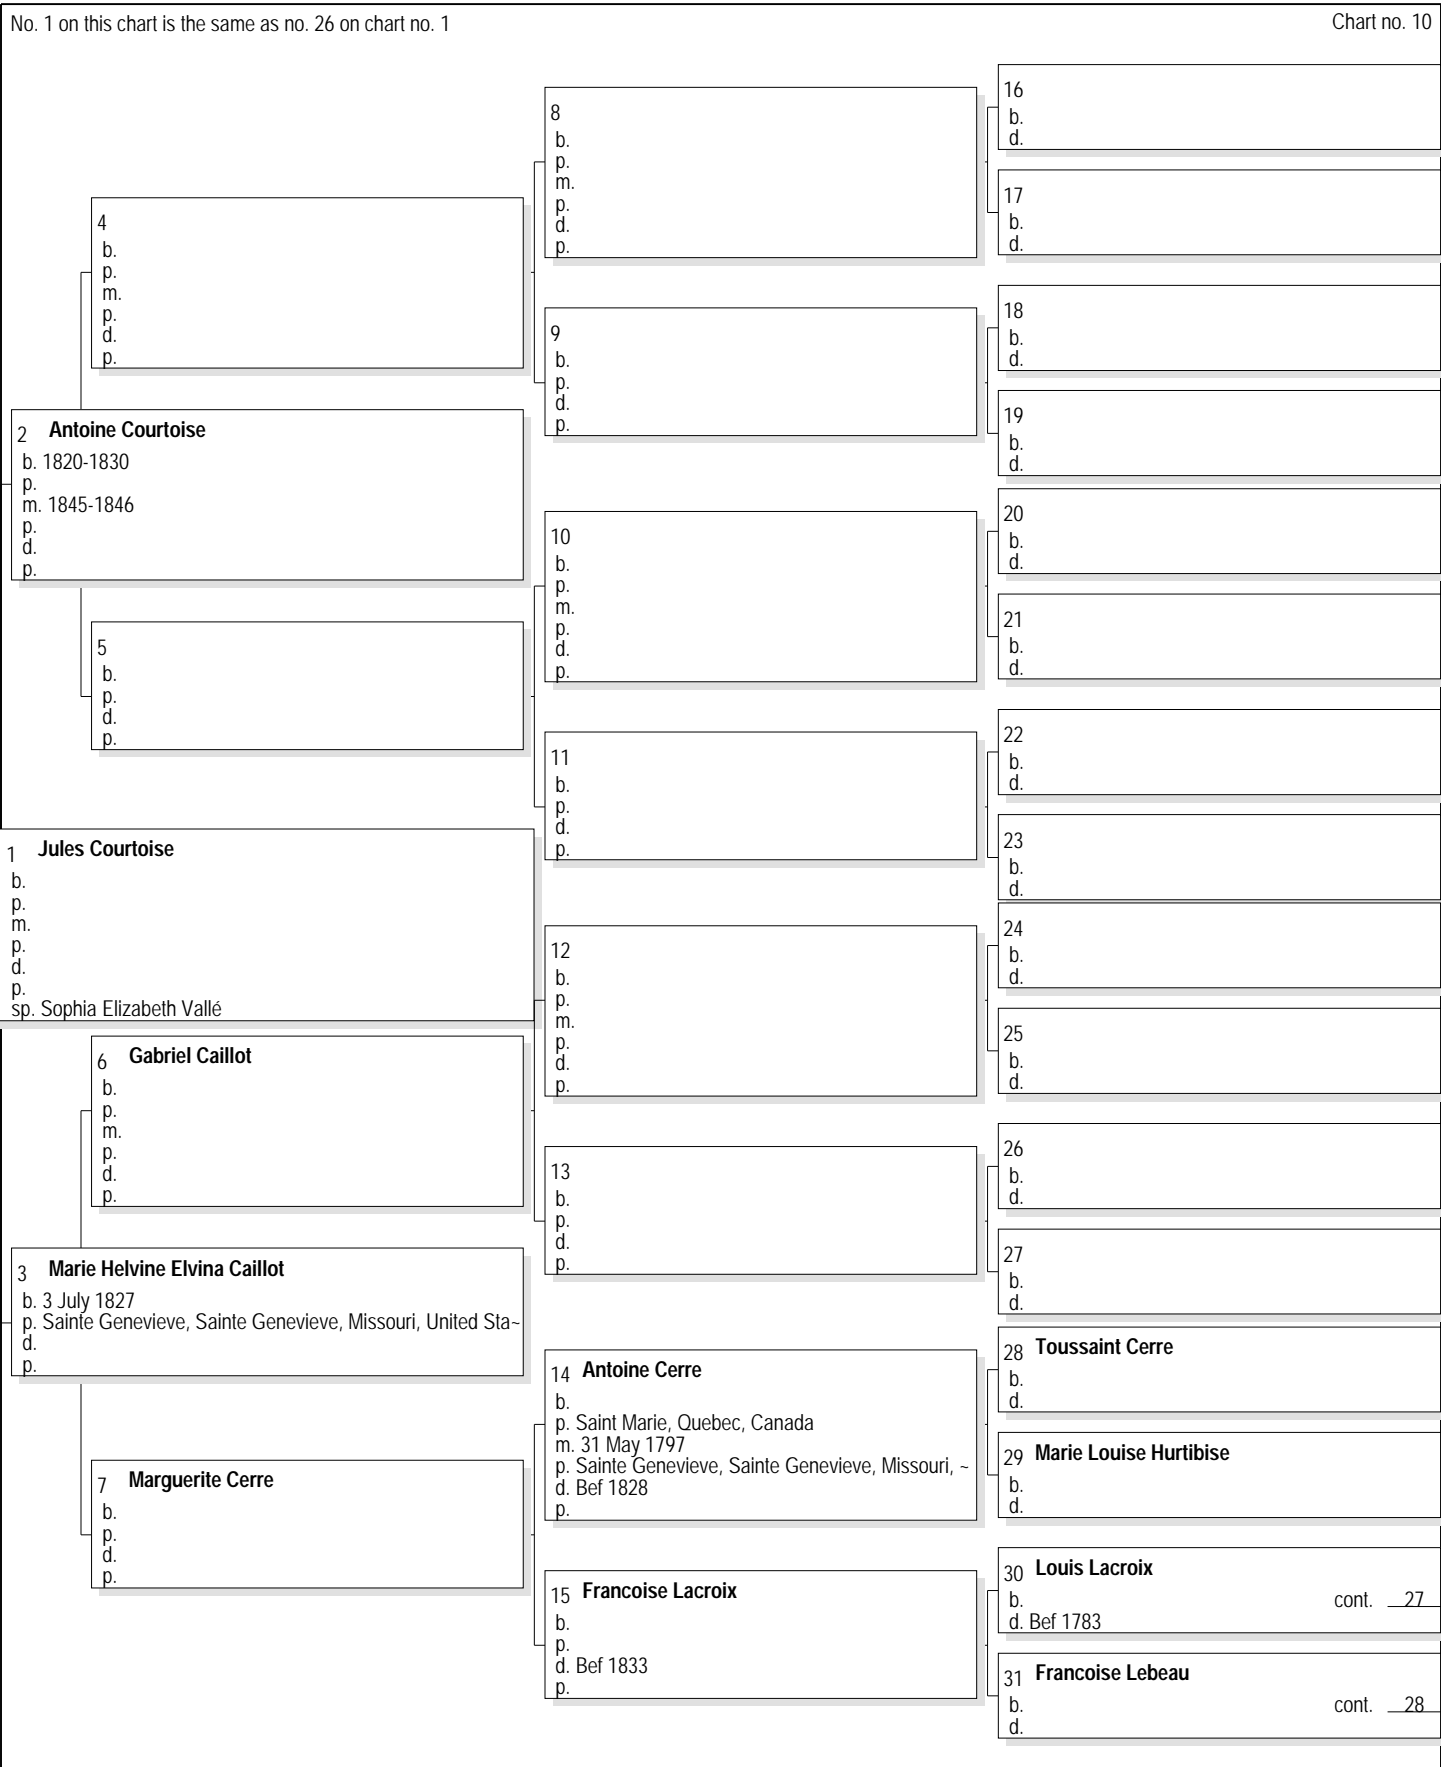 No. 1 on this chart is the same as no. 26 on chart no. 1
Chart no. 10
16
b.
d.
8
b.
p.
m.
p.
d.
p.
17
b.
d.
4
b.
p.
m.
p.
d.
p.
18
b.
d.
9
b.
p.
d.
p.
19
b.
d.
2 Antoine Courtoise
b. 1820-1830
p.
m. 1845-1846
p.
d.
p.
20
b.
d.
10
b.
p.
m.
p.
d.
p.
21
b.
d.
5
b.
p.
d.
p.
22
b.
d.
11
b.
p.
d.
p.
23
b.
d.
1 Jules Courtoise
b.
p.
m.
p.
d.
p.
sp. Sophia Elizabeth Vallé
24
b.
d.
12
b.
p.
m.
p.
d.
p.
25
b.
d.
6 Gabriel Caillot
b.
p.
m.
p.
d.
p.
26
b.
d.
13
b.
p.
d.
p.
27
b.
d.
3 Marie Helvine Elvina Caillot
b. 3 July 1827
p. Sainte Genevieve, Sainte Genevieve, Missouri, United Sta~
d.
p.
28 Toussaint Cerre
b.
d.
14 Antoine Cerre
b.
p. Saint Marie, Quebec, Canada
m. 31 May 1797
p. Sainte Genevieve, Sainte Genevieve, Missouri, ~
d. Bef 1828
p.
29 Marie Louise Hurtibise
b.
d.
7 Marguerite Cerre
b.
p.
d.
p.
30 Louis Lacroix
b. cont. 27
d. Bef 1783
15 Francoise Lacroix
b.
p.
d. Bef 1833
p.
31 Francoise Lebeau
b. cont. 28
d.